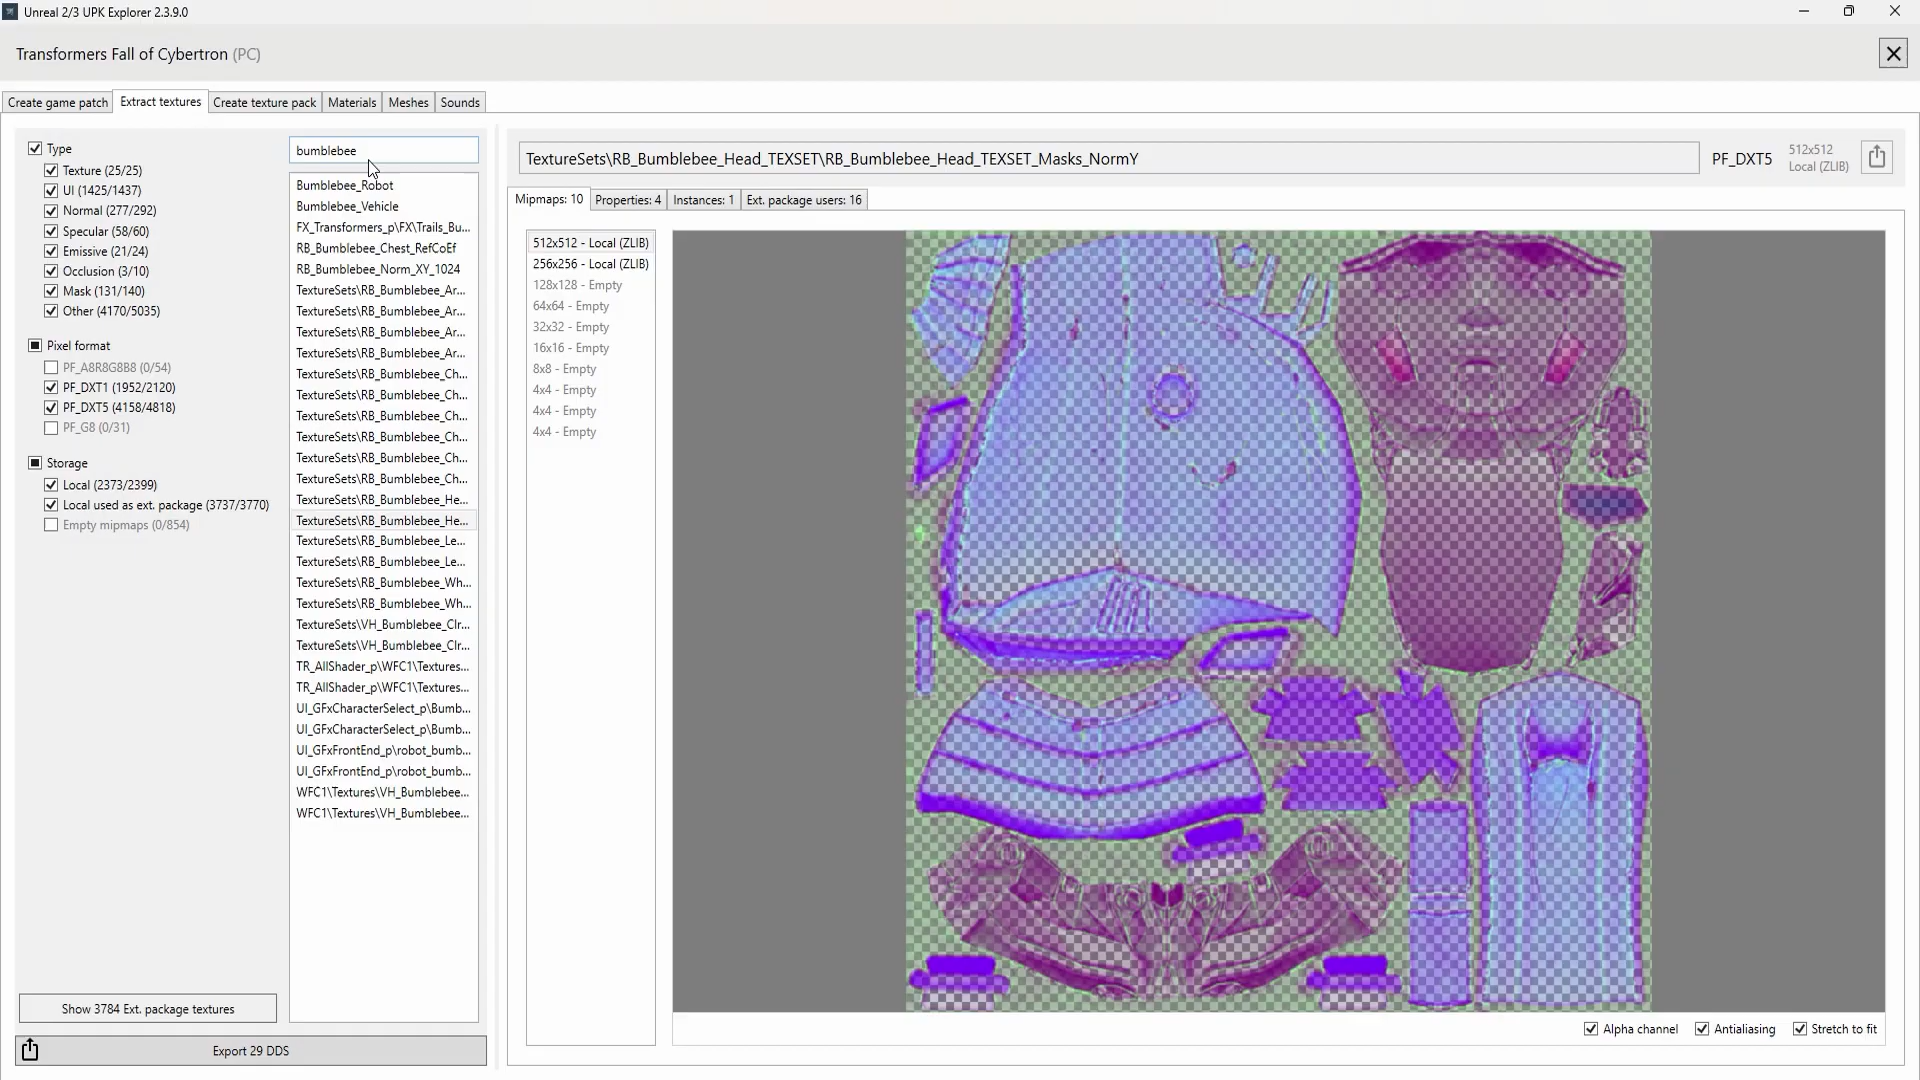 Unreal 2/3 UPK Explorer 2.3.9.0
Transformers Fall of Cybertron (PC)
Create game patch
Extract textures
Create texture pack
Materials
Meshes
Sounds
Type
Texture (25/25)
UI (1425/1437)
Normal (277/292)
Specular (58/60)
Emissive (21/24)
Occlusion (3/10)
Mask (131/140)
Other (4170/5035)
Pixel format
PF_A8R8G8B8 (0/54)
PF_DXT1 (1952/2120)
PF_DXT5 (4158/4818)
PF_G8 (0/31)
Storage
Local (2373/2399)
Local used as ext. package (3737/3770)
Empty mipmaps (0/854)
Show 3784 Ext. package textures
Export 29 DDS
bumblebee
Bumblebee_Robot
Bumblebee_Vehicle
FX_Transformers_p\FX\Trails_Bu...
RB_Bumblebee_Chest_RefCoEf
RB_Bumblebee_Norm_XY_1024
TextureSets\RB_Bumblebee_Ar...
TextureSets\RB_Bumblebee_Ar...
TextureSets\RB_Bumblebee_Ar...
TextureSets\RB_Bumblebee_Ar...
TextureSets\RB_Bumblebee_Ch...
TextureSets\RB_Bumblebee_Ch...
TextureSets\RB_Bumblebee_Ch...
TextureSets\RB_Bumblebee_Ch...
TextureSets\RB_Bumblebee_Ch...
TextureSets\RB_Bumblebee_Ch...
TextureSets\RB_Bumblebee_He...
TextureSets\RB_Bumblebee_He...
TextureSets\RB_Bumblebee_Le...
TextureSets\RB_Bumblebee_Le...
TextureSets\RB_Bumblebee_Wh...
TextureSets\RB_Bumblebee_Wh...
TextureSets\VH_Bumblebee_Clr...
TextureSets\VH_Bumblebee_Clr...
TR_AllShader_p\WFC1\Textures...
TR_AllShader_p\WFC1\Textures...
UI_GFxCharacterSelect_p\Bumb...
UI_GFxCharacterSelect_p\Bumb...
UI_GFxFrontEnd_p\robot_bumb...
UI_GFxFrontEnd_p\robot_bumb...
WFC1\Textures\VH_Bumblebee...
WFC1\Textures\VH_Bumblebee...
TextureSets\RB_Bumblebee_Head_TEXSET\RB_Bumblebee_Head_TEXSET_Masks_NormY
PF_DXT5
512x512
Local (ZLIB)
Mipmaps: 10
Properties: 4
Instances: 1
Ext. package users: 16
512x512 - Local (ZLIB)
256x256 - Local (ZLIB)
128x128 - Empty
64x64 - Empty
32x32 - Empty
16x16 - Empty
8x8 - Empty
4x4 - Empty
4x4 - Empty
4x4 - Empty
Alpha channel
Antialiasing
Stretch to fit